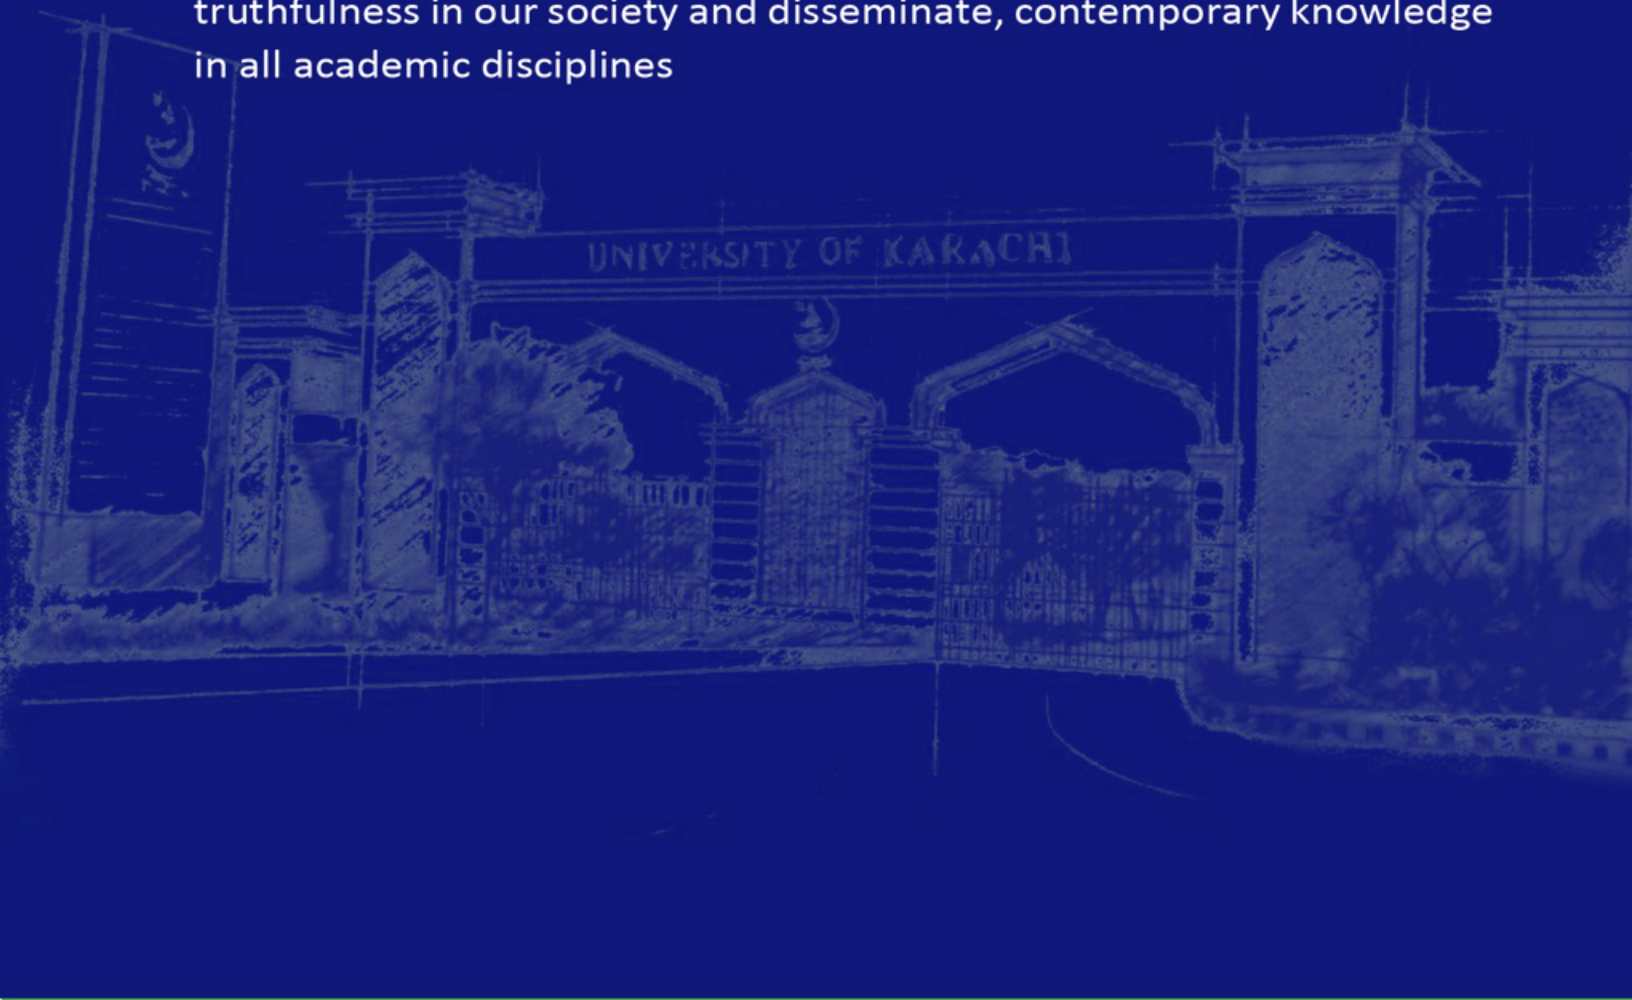 truthfulness in our society and disseminate, contemporary knowledge
in all academic disciplines
UNIVERSITY OF KARACHI